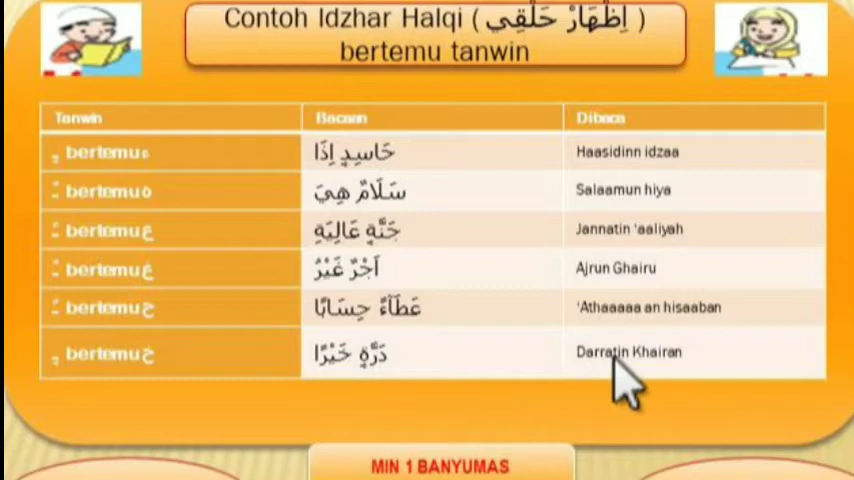 Contoh Idzhar Halqi ( اِظْهَارْ حَلْقِي )
bertemu tanwin
Tanwin Bacaan Dibaca
ـٍ bertemu ء حَاسِدٍ اِذَا Haasidinn idzaa
bertemu ه سَلَامٌ هِيَ Salaamun hiya
bertemu ع جَنَّةٍ عَالِيَةٍ Jannatin 'aaliyah
bertemu غ اَجْرٌ غَيْرُ Ajrun Ghairu
bertemu ح عَطَآءً حِسَابًا 'Athaaaaa an hisaaban
ـٍ bertemu خ ذَرَّةٍ خَيْرًا Darratin Khairan
MIN 1 BANYUMAS